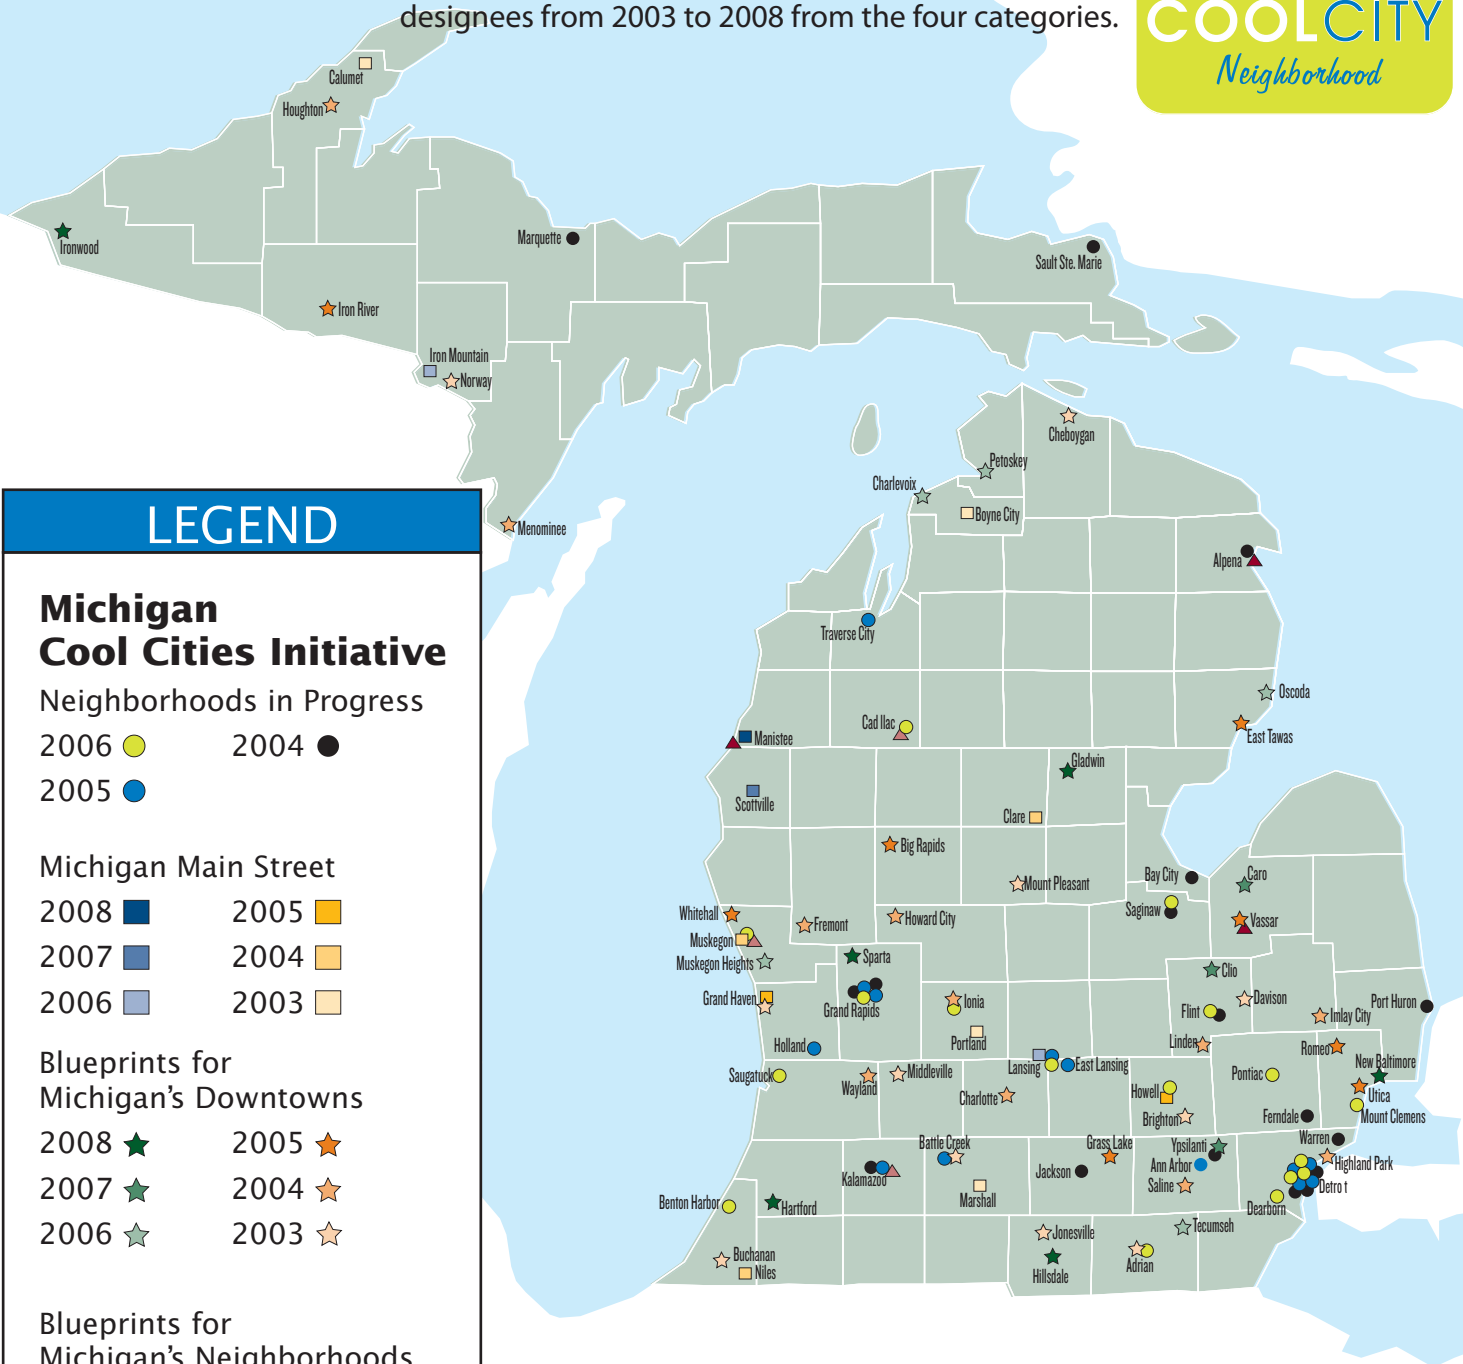 designees from 2003 to 2008 from the four categories.
COOLCITY
Neighborhood
Calumet
Houghton
Ironwood
Marquette
Sault Ste. Marie
Iron River
Iron Mountain
Norway
Menominee
Cheboygan
Petoskey
Charlevoix
Boyne City
Alpena
Traverse City
Oscoda
East Tawas
Cad llac
Manistee
Gladwin
Scottville
Clare
Big Rapids
Mount Pleasant
Bay City
Caro
Saginaw
Vassar
Whitehall
Fremont
Howard City
Muskegon
Muskegon Heights
Sparta
Clio
Grand Haven
Grand Rapids
Ionia
Flint
Davison
Imlay City
Port Huron
Holland
Portland
Linden
Romeo
New Baltimore
Lansing
East Lansing
Saugatuck
Wayland
Middleville
Charlotte
Howell
Pontiac
Utica
Mount Clemens
Brighton
Ferndale
Warren
Battle Creek
Grass Lake
Ypsilanti
Highland Park
Kalamazoo
Jackson
Ann Arbor
Saline
Detro t
Marshall
Benton Harbor
Hartford
Dearborn
Jonesville
Tecumseh
Buchanan
Niles
Hillsdale
Adrian
LEGEND
Michigan
Cool Cities Initiative
Neighborhoods in Progress
2006 2004
2005
Michigan Main Street
2008 2005
2007 2004
2006 2003
Blueprints for
Michigan's Downtowns
2008 2005
2007 2004
2006 2003
Blueprints for
Michigan's Neighborhoods